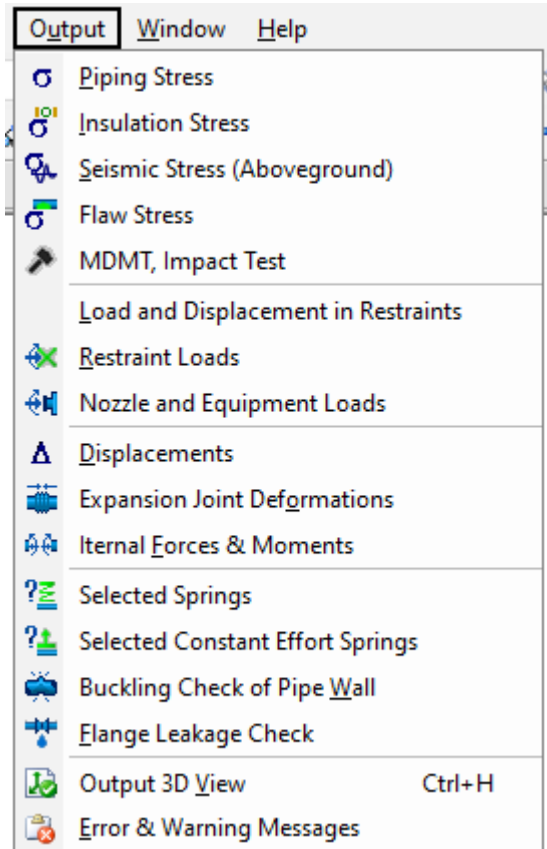 Output Window Help
Piping Stress
Insulation Stress
Seismic Stress (Aboveground)
Flaw Stress
MDMT, Impact Test
Load and Displacement in Restraints
Restraint Loads
Nozzle and Equipment Loads
Displacements
Expansion Joint Deformations
Iternal Forces & Moments
Selected Springs
Selected Constant Effort Springs
Buckling Check of Pipe Wall
Flange Leakage Check
Output 3D View Ctrl+H
Error & Warning Messages